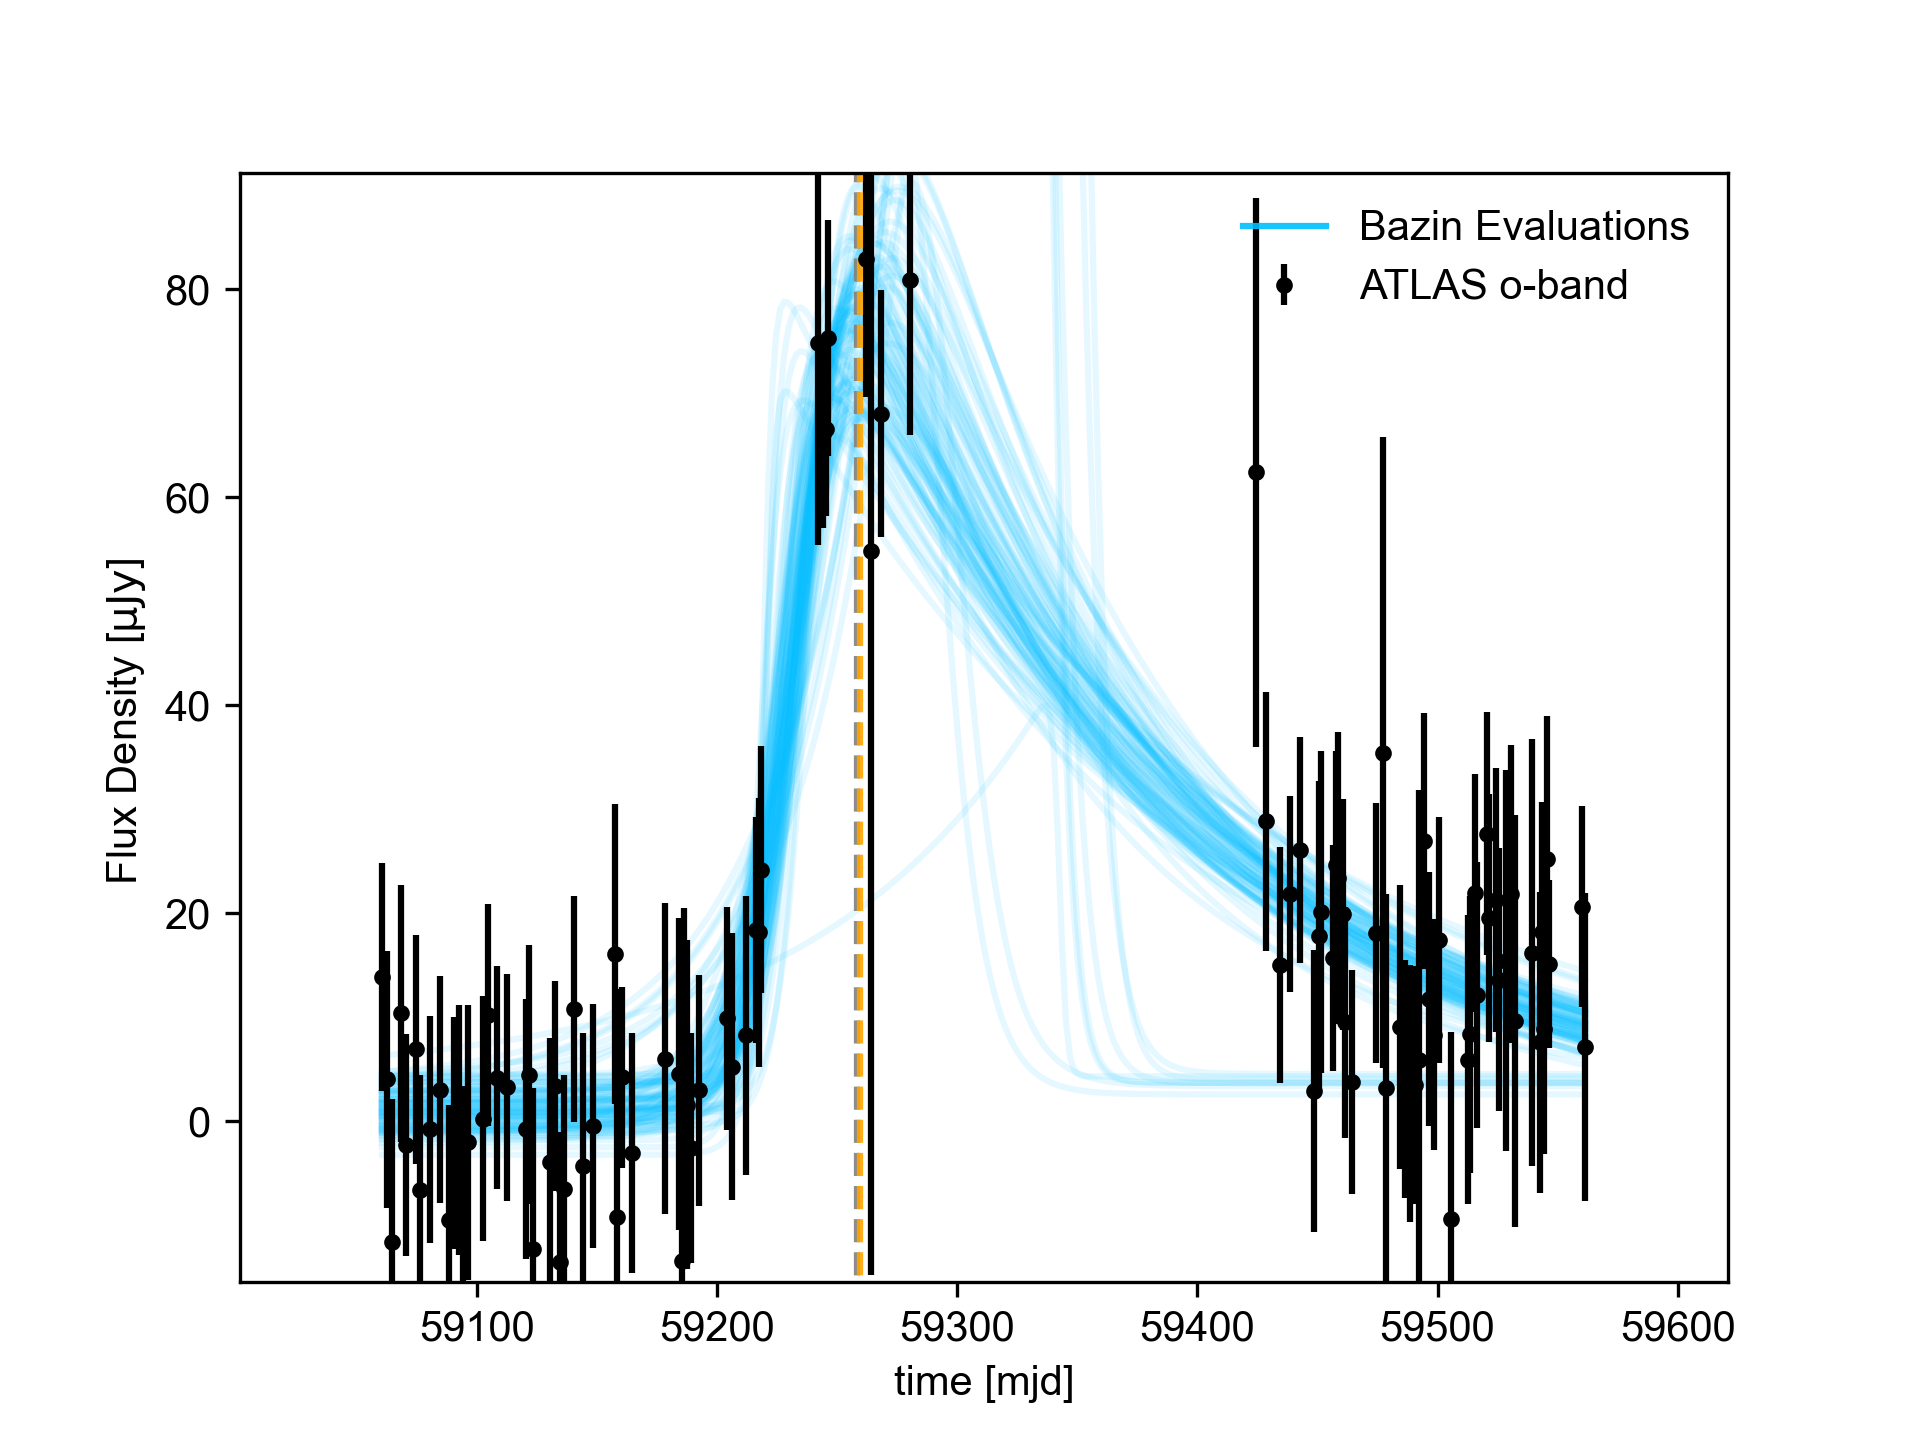 Bazin Evaluations
ATLAS o-band
80
60
40
20
0
Flux Density [µJy]
59100 59200 59300 59400 59500 59600
time [mjd]